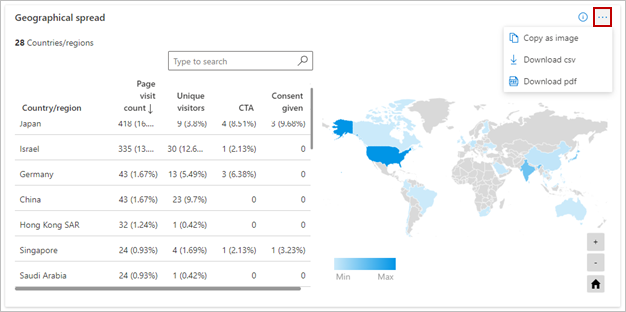 Geographical spread
28 Countries/regions
Copy as image
Download csv
Download pdf
Type to search
Country/region Page visit count ↓ Unique visitors CTA Consent given
Japan 418 (16.... 9 (3.8%) 4 (8.51%) 3 (9.68%)
Israel 335 (13.... 30 (12.6... 1 (2.13%) 0
Germany 43 (1.67%) 13 (5.49%) 3 (6.38%) 0
China 43 (1.67%) 23 (9.7%) 0 0
Hong Kong SAR 32 (1.24%) 1 (0.42%) 0 0
Singapore 24 (0.93%) 4 (1.69%) 1 (2.13%) 1 (3.23%)
Saudi Arabia 24 (0.93%) 1 (0.42%) 0 0
Min Max
+
-